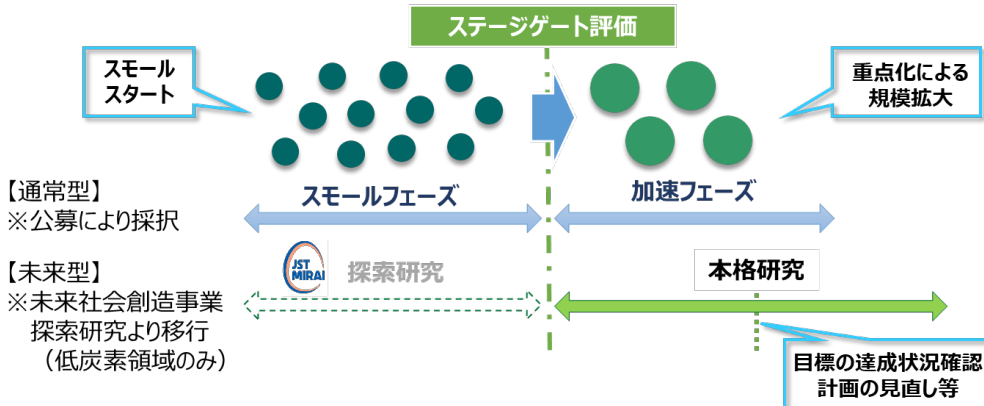 ステージゲート評価
スモール
スタート
重点化による
規模拡大
【通常型】
※公募により採択
スモールフェーズ
加速フェーズ
【未来型】
※未来社会創造事業
探索研究より移行
（低炭素領域のみ）
JST
MIRAI
探索研究
本格研究
目標の達成状況確認
計画の見直し等